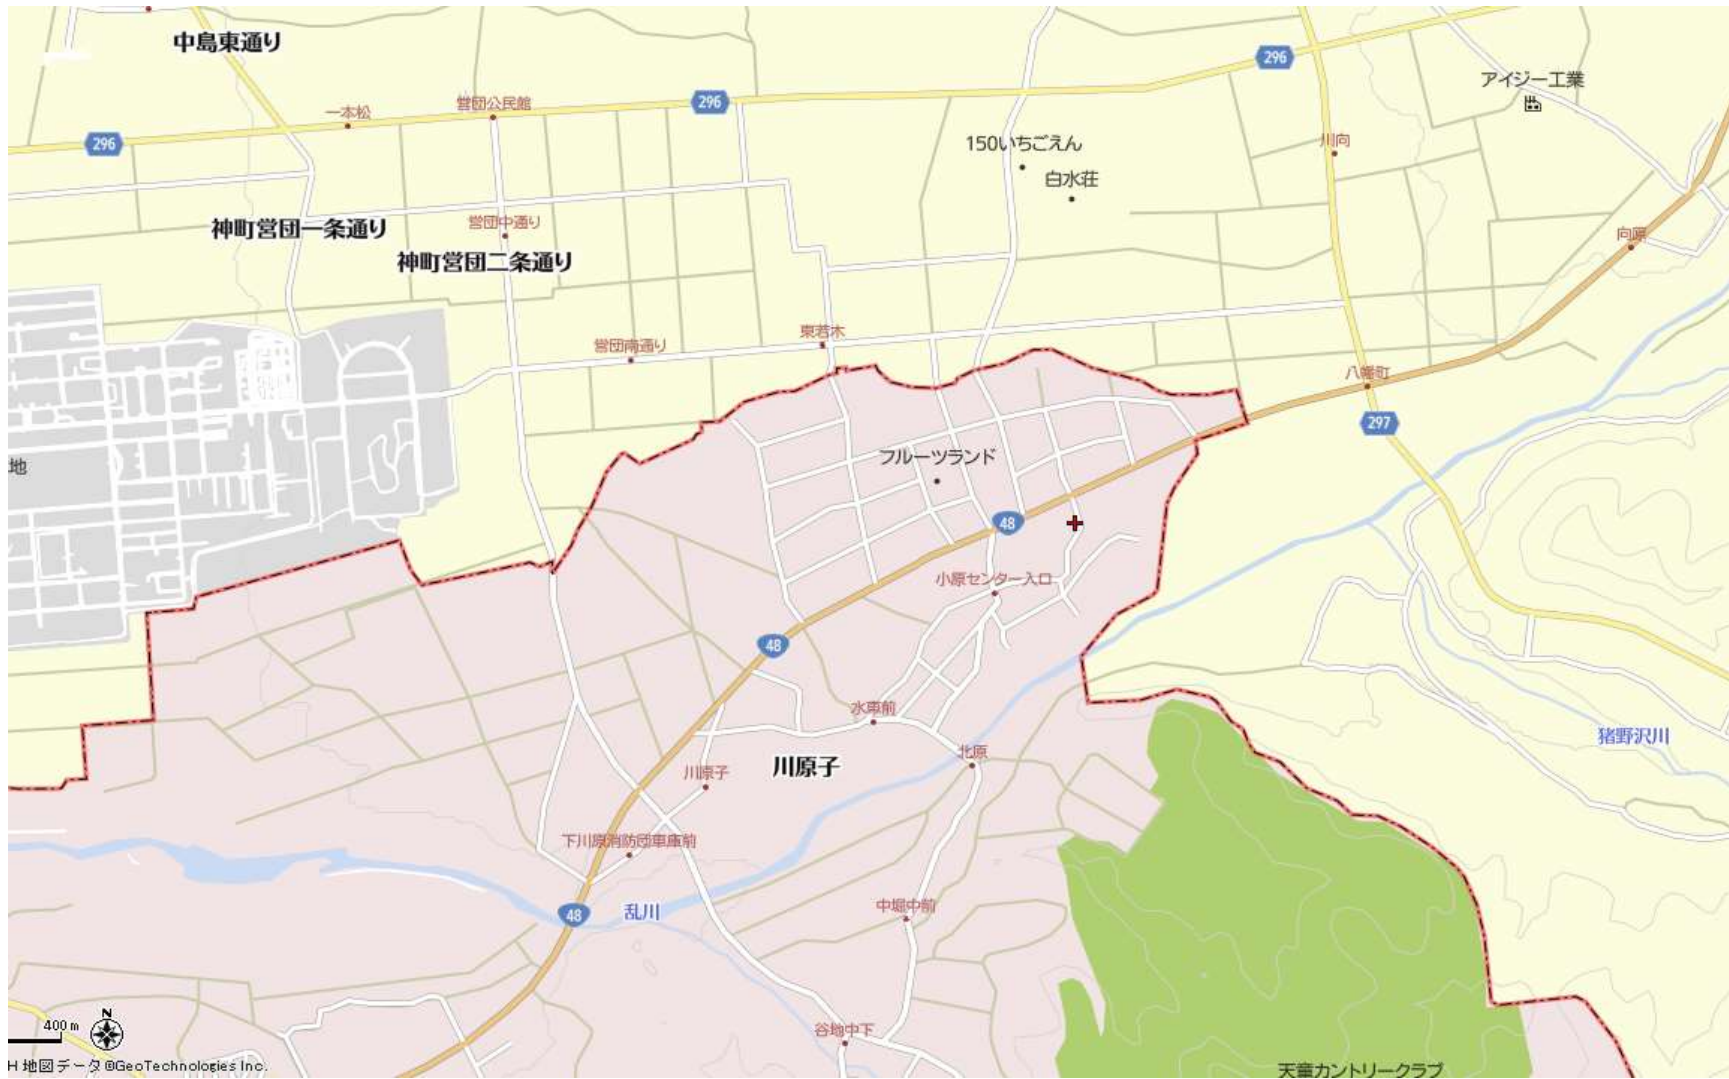 中島東通り
296
アイジー工業
296
営団公民館
一本松
296
150いちごえん
川向
白水荘
営団中通り
神町営団一条通り
向原
神町営団二条通り
東若木
営団南通り
八幡町
297
フルーツランド
地
48
小原センター入口
48
水車前
猪野沢川
北原
川原子
川原子
下川原消防団車庫前
中堀中前
48
乱川
N
400m
谷地中下
H 地図データ©GeoTechnologies Inc.
天童カントリークラブ